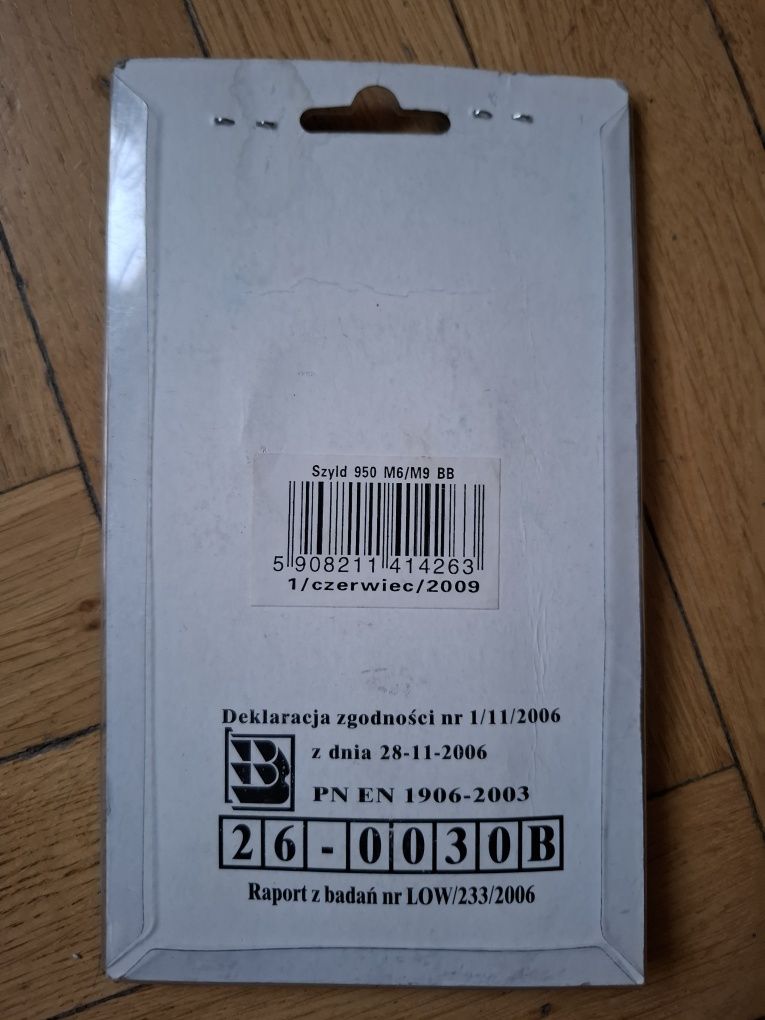 Szyld 950 M6/M9 BB
5 908211 414263
1/czerwiec/2009
Deklaracja zgodności nr 1/11/2006
z dnia 28-11-2006
PN EN 1906-2003
26-0030B
Raport z badań nr LOW/233/2006